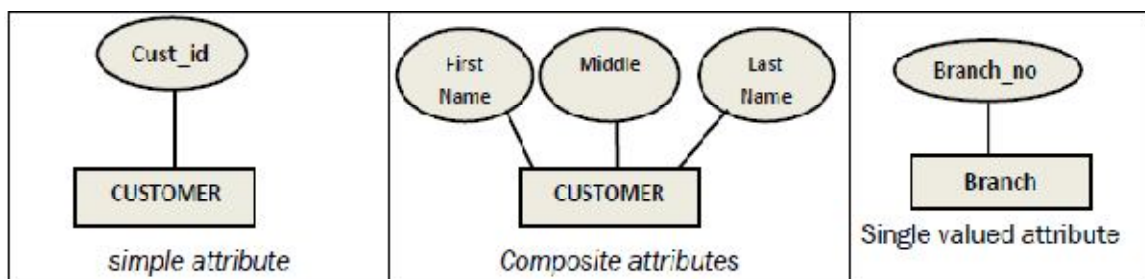 Cust_id
CUSTOMER
simple attribute
First
Name
Middle
Last
Name
CUSTOMER
Composite attributes
Branch_no
Branch
Single valued attribute